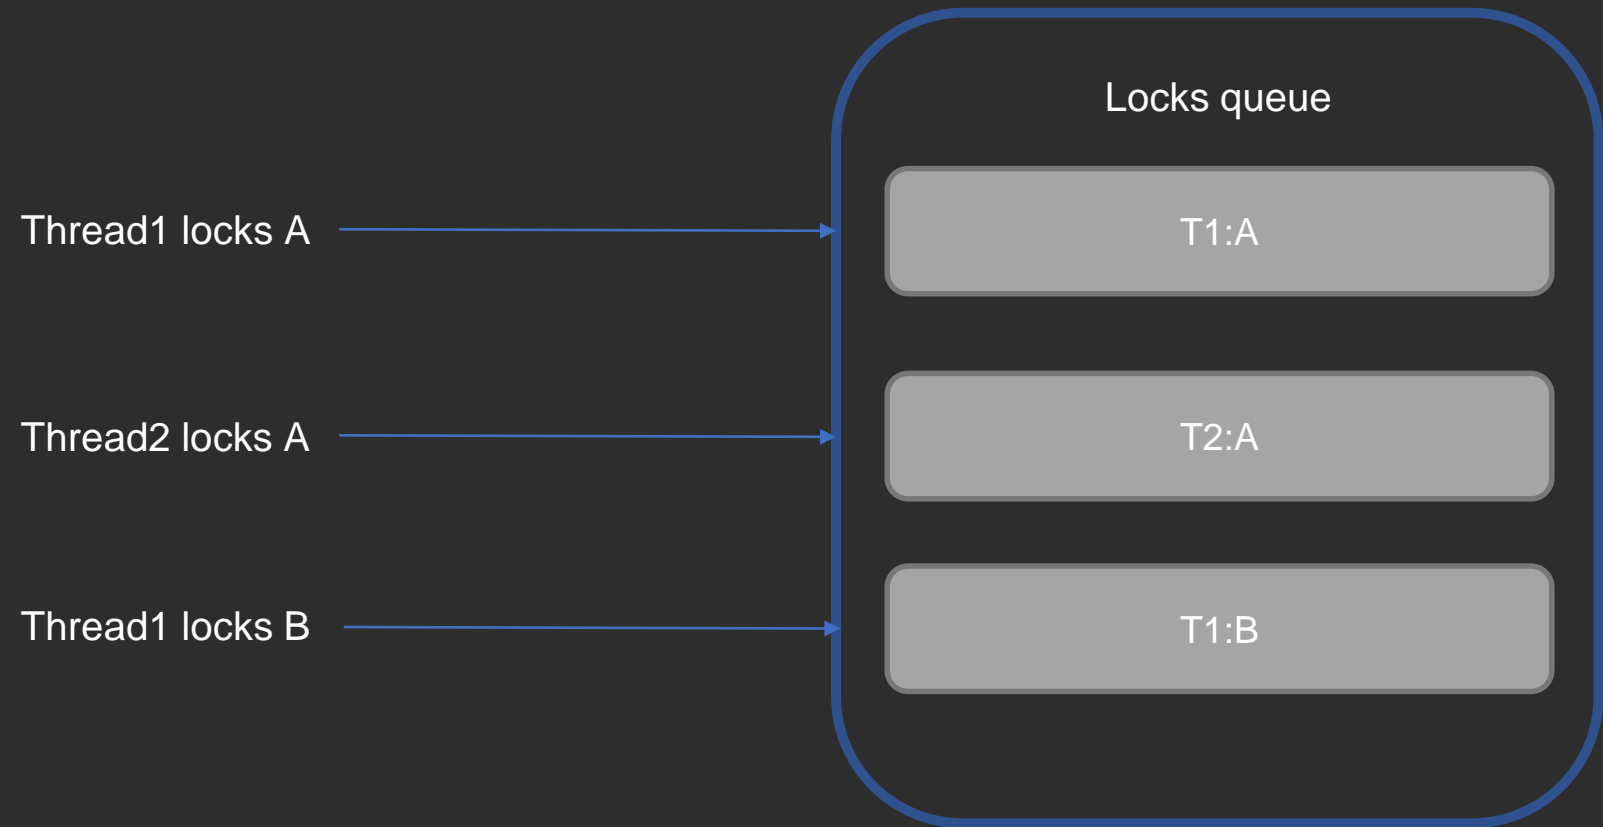 Locks queue
Thread1 locks A
T1:A
Thread2 locks A
T2:A
Thread1 locks B
T1:B